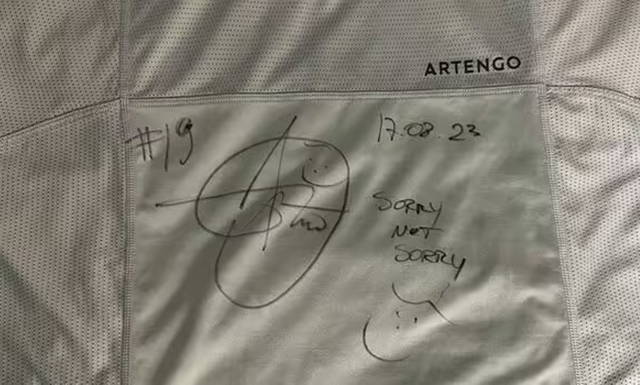 ARTENGO
#19
17.08.23
SORRY
NOT
SORRY